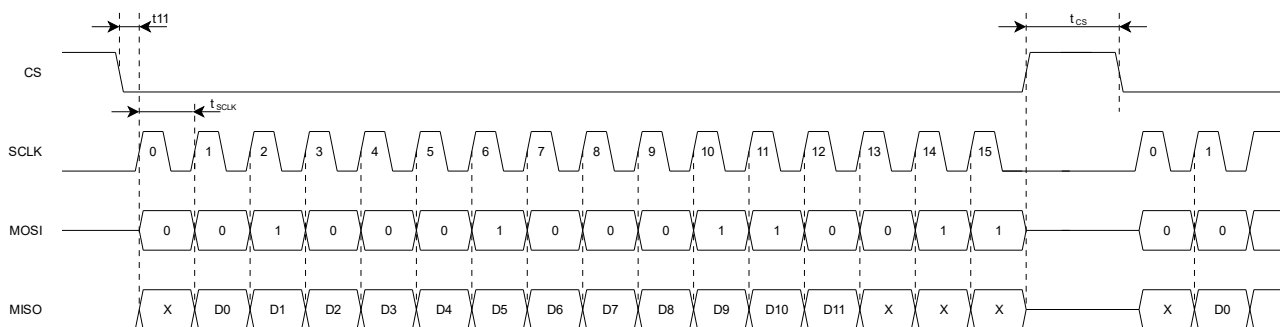 t11 tCS
CS
tSCLK
SCLK 0 1 2 3 4 5 6 7 8 9 10 11 12 13 14 15 0 1
MOSI 0 0 1 0 0 0 1 0 0 0 1 1 0 0 1 1 0 0
MISO X D0 D1 D2 D3 D4 D5 D6 D7 D8 D9 D10 D11 X X X X D0